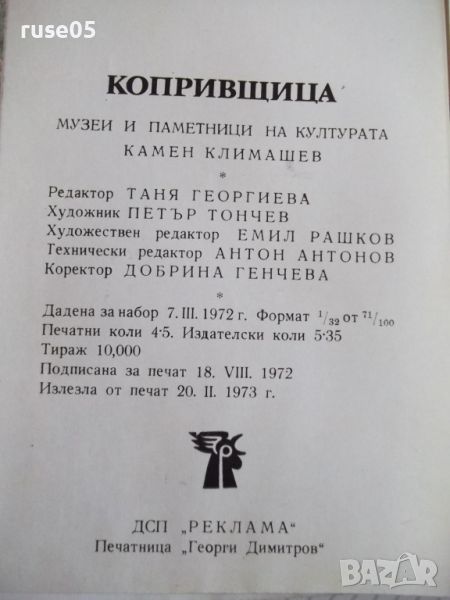 ruse05
КОПРИВЩИЦА
МУЗЕИ И ПАМЕТНИЦИ НА КУЛТУРАТА
КАМЕН КЛИМАШЕВ
*
Редактор ТАНЯ ГЕОРГИЕВА
Художник ПЕТЪР ТОНЧЕВ
Художествен редактор ЕМИЛ РАШКОВ
Технически редактор АНТОН АНТОНОВ
Коректор ДОБРИНА ГЕНЧЕВА
*
Дадена за набор 7. III. 1972 г. Формат 1/32 от 71/100
Печатни коли 4·5. Издателски коли 5·35
Тираж 10,000
Подписана за печат 18. VIII. 1972
Излезла от печат 20. II. 1973 г.
ДСП „РЕКЛАМА“
Печатница „Георги Димитров“
BAZAR